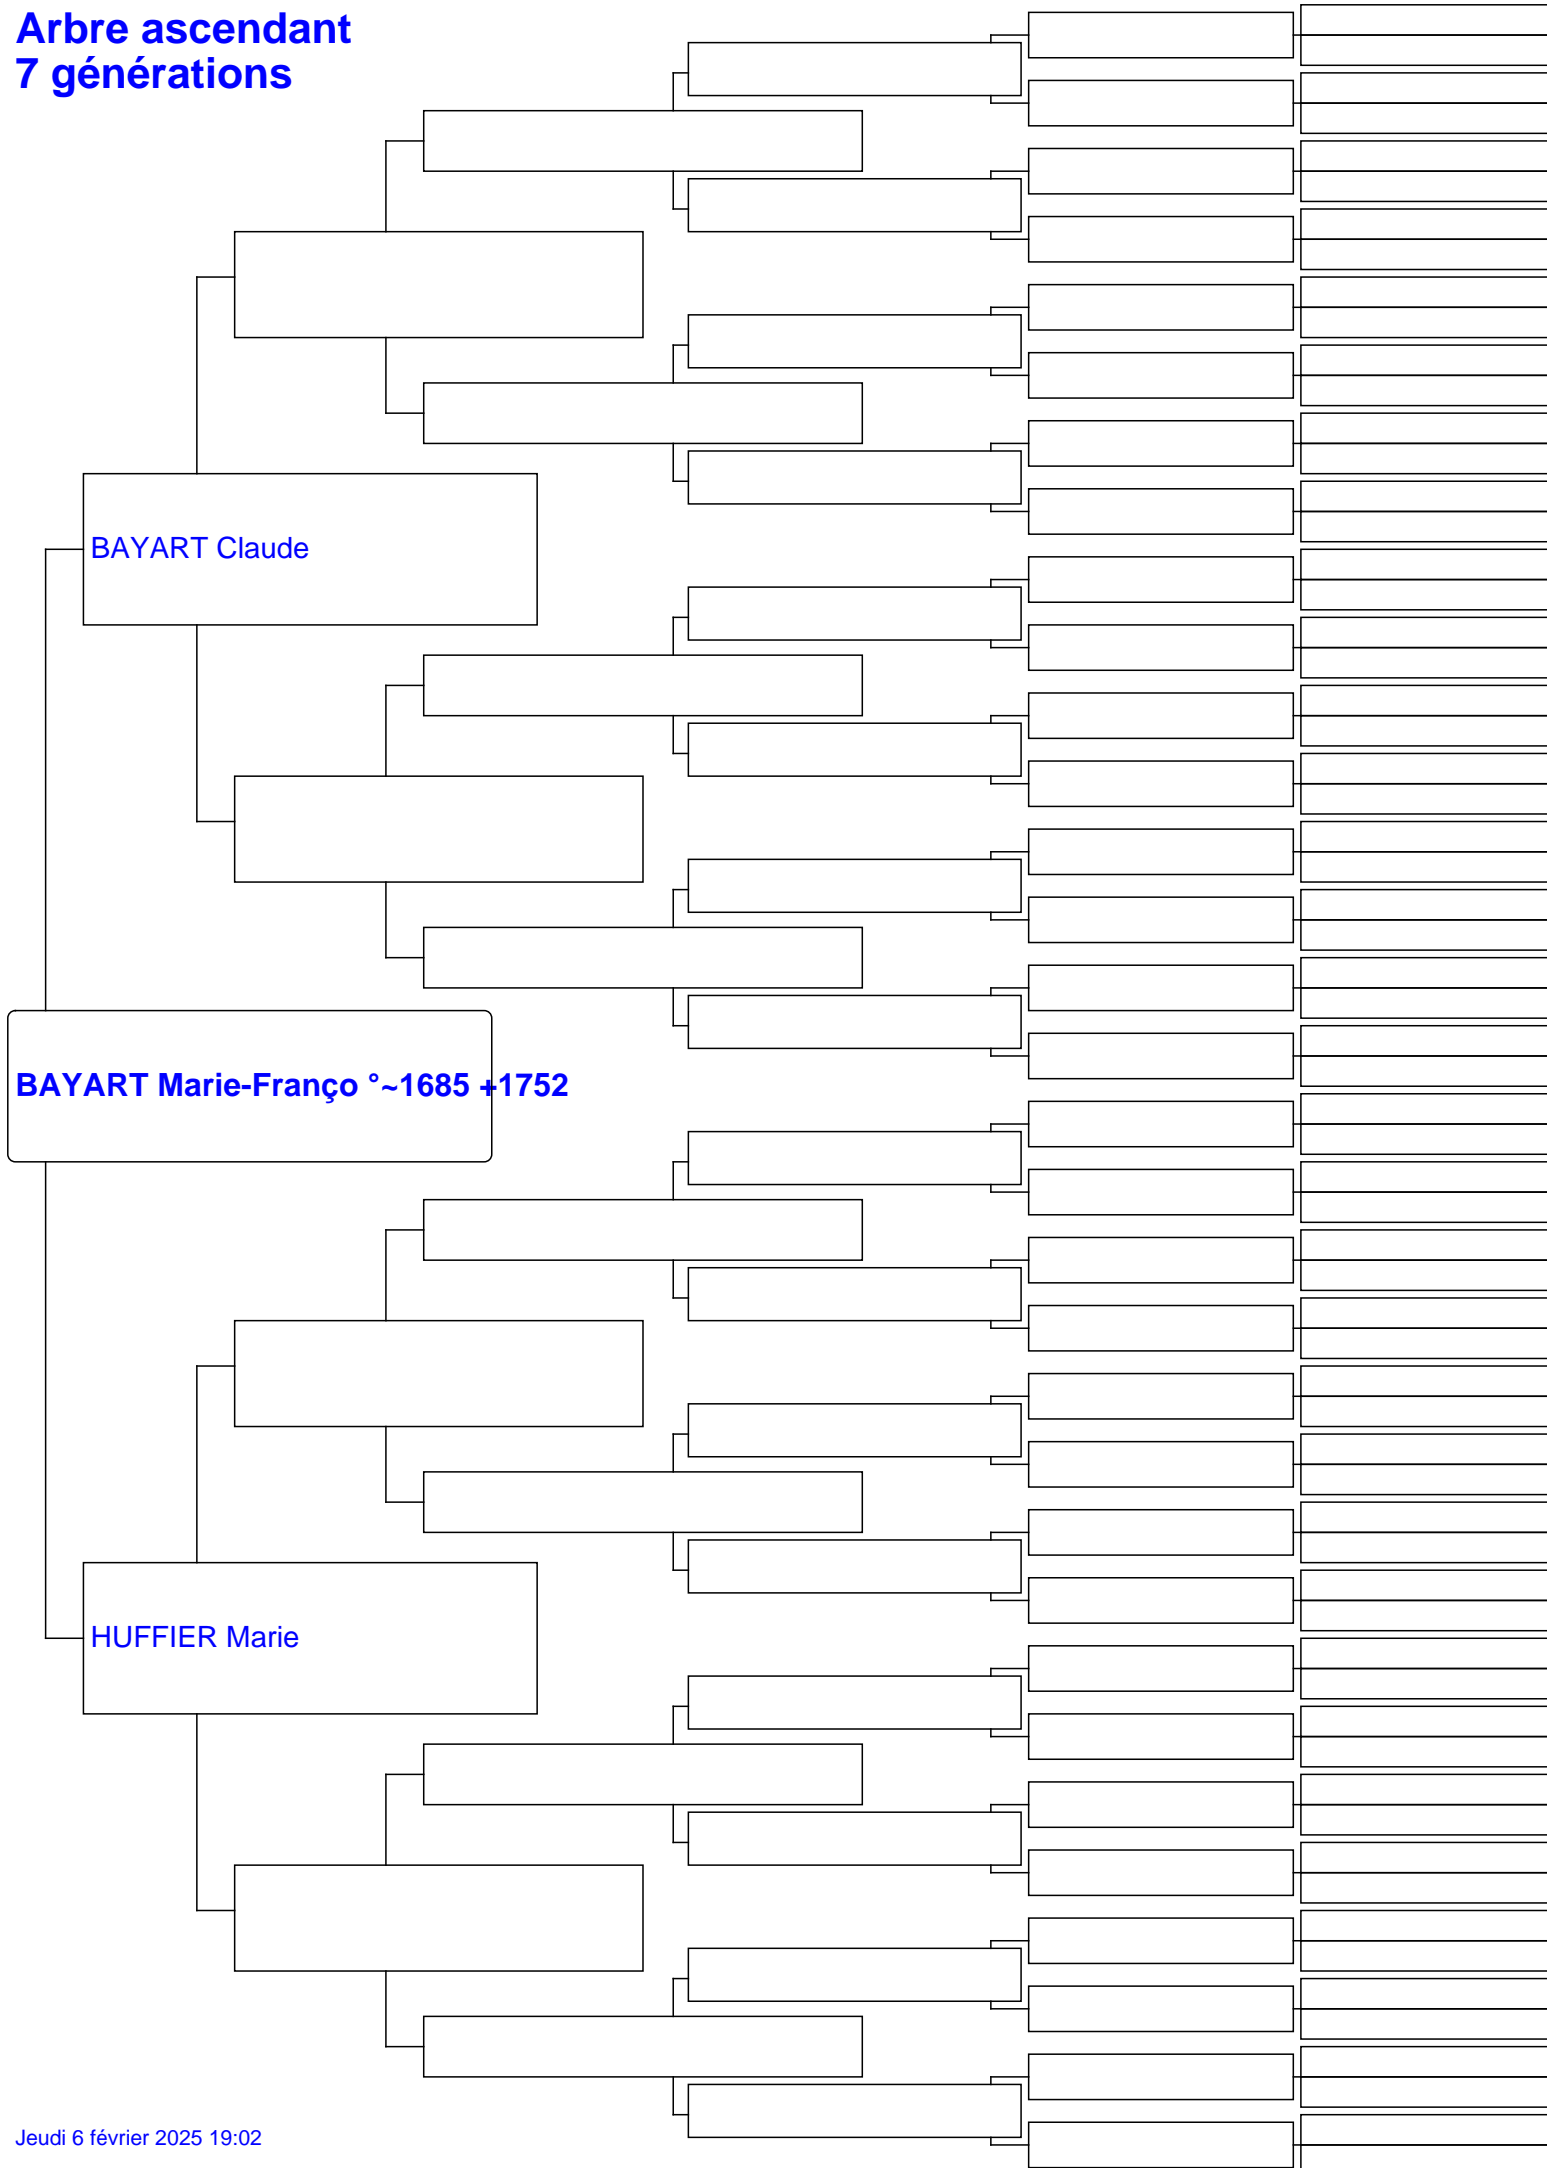 Arbre ascendant
7 générations
BAYART Claude
BAYART Marie-Franço °~1685 +1752
HUFFIER Marie
Jeudi 6 février 2025 19:02